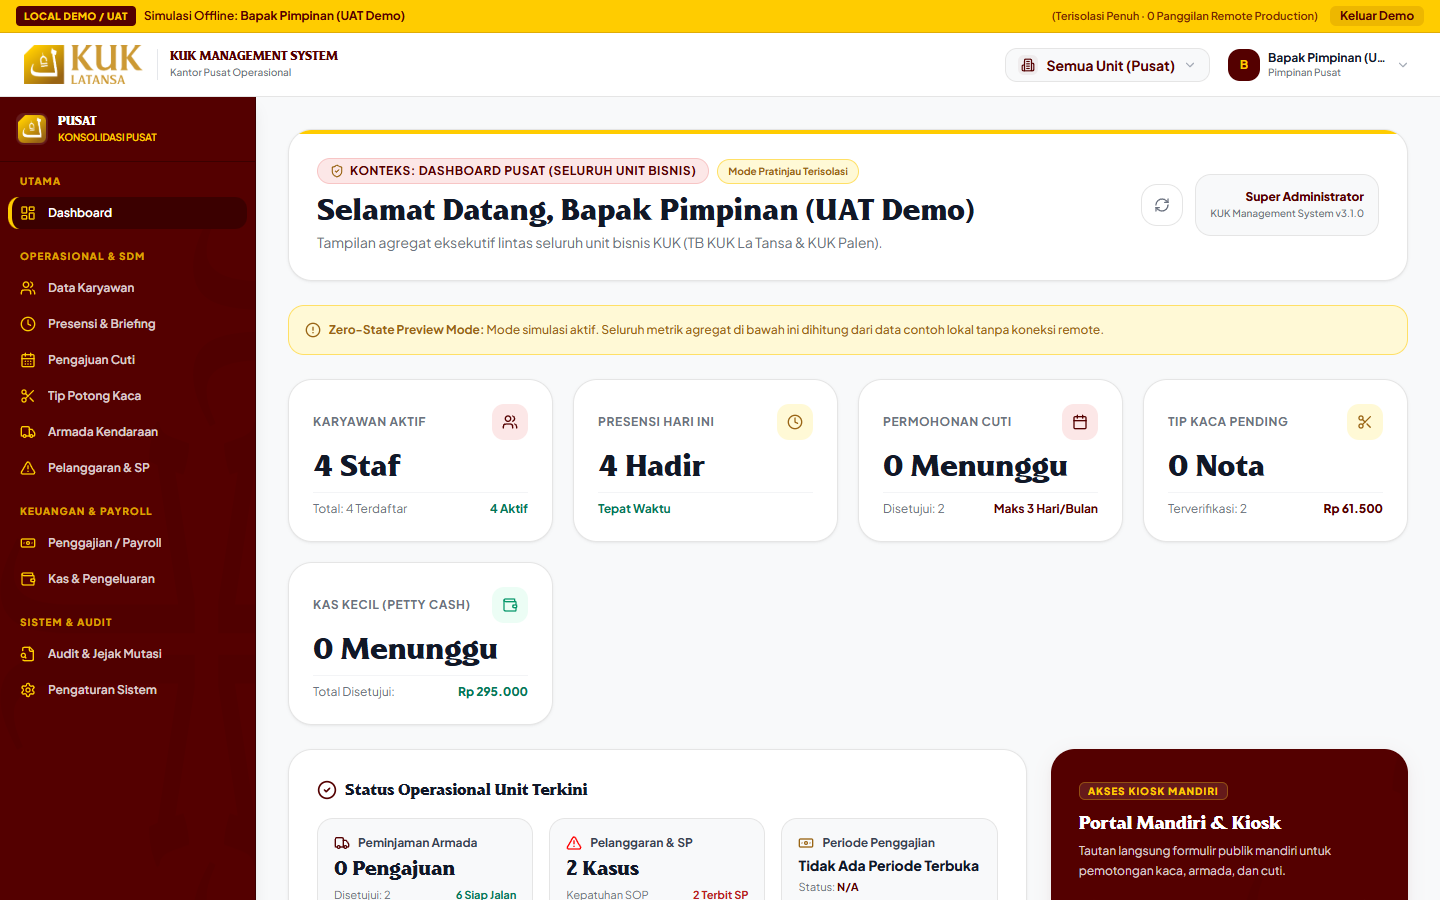 LOCAL DEMO / UAT Simulasi Offline: Bapak Pimpinan (UAT Demo) (Terisolasi Penuh · 0 Panggilan Remote Production) Keluar Demo
KUK LATANSA
KUK MANAGEMENT SYSTEM
Kantor Pusat Operasional
Semua Unit (Pusat)
B
Bapak Pimpinan (U...
Pimpinan Pusat
PUSAT
KONSOLIDASI PUSAT
UTAMA
Dashboard
OPERASIONAL & SDM
Data Karyawan
Presensi & Briefing
Pengajuan Cuti
Tip Potong Kaca
Armada Kendaraan
Pelanggaran & SP
KEUANGAN & PAYROLL
Penggajian / Payroll
Kas & Pengeluaran
SISTEM & AUDIT
Audit & Jejak Mutasi
Pengaturan Sistem
KONTEKS: DASHBOARD PUSAT (SELURUH UNIT BISNIS) Mode Pratinjau Terisolasi
Selamat Datang, Bapak Pimpinan (UAT Demo)
Tampilan agregat eksekutif lintas seluruh unit bisnis KUK (TB KUK La Tansa & KUK Palen).
Super Administrator
KUK Management System v3.1.0
Zero-State Preview Mode: Mode simulasi aktif. Seluruh metrik agregat di bawah ini dihitung dari data contoh lokal tanpa koneksi remote.
KARYAWAN AKTIF
4 Staf
Total: 4 Terdaftar 4 Aktif
PRESENSI HARI INI
4 Hadir
Tepat Waktu
PERMOHONAN CUTI
0 Menunggu
Disetujui: 2 Maks 3 Hari/Bulan
TIP KACA PENDING
0 Nota
Terverifikasi: 2 Rp 61.500
KAS KECIL (PETTY CASH)
0 Menunggu
Total Disetujui: Rp 295.000
Status Operasional Unit Terkini
Peminjaman Armada
0 Pengajuan
Disetujui: 2 6 Siap Jalan
Pelanggaran & SP
2 Kasus
Kepatuhan SOP 2 Terbit SP
Periode Penggajian
Tidak Ada Periode Terbuka
Status: N/A
AKSES KIOSK MANDIRI
Portal Mandiri & Kiosk
Tautan langsung formulir publik mandiri untuk
pemotongan kaca, armada, dan cuti.